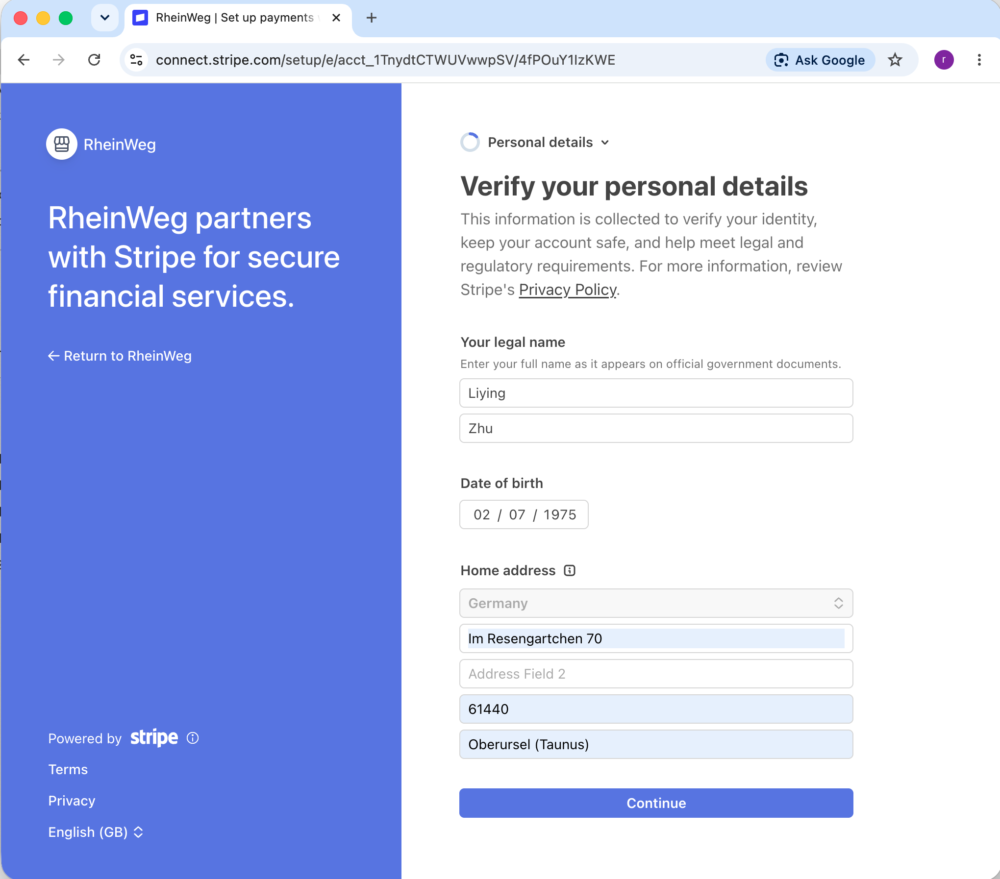 RheinWeg | Set up payments
connect.stripe.com/setup/e/acct_1TnydtCTWUVwwpSV/4fPOuY1IzKWE
Ask Google
r
RheinWeg
RheinWeg partners
with Stripe for secure
financial services.
← Return to RheinWeg
Powered by stripe
Terms
Privacy
English (GB)
Personal details
Verify your personal details
This information is collected to verify your identity,
keep your account safe, and help meet legal and
regulatory requirements. For more information, review
Stripe's Privacy Policy.
Your legal name
Enter your full name as it appears on official government documents.
Liying
Zhu
Date of birth
02 / 07 / 1975
Home address
Germany
Im Resengartchen 70
Address Field 2
61440
Oberursel (Taunus)
Continue